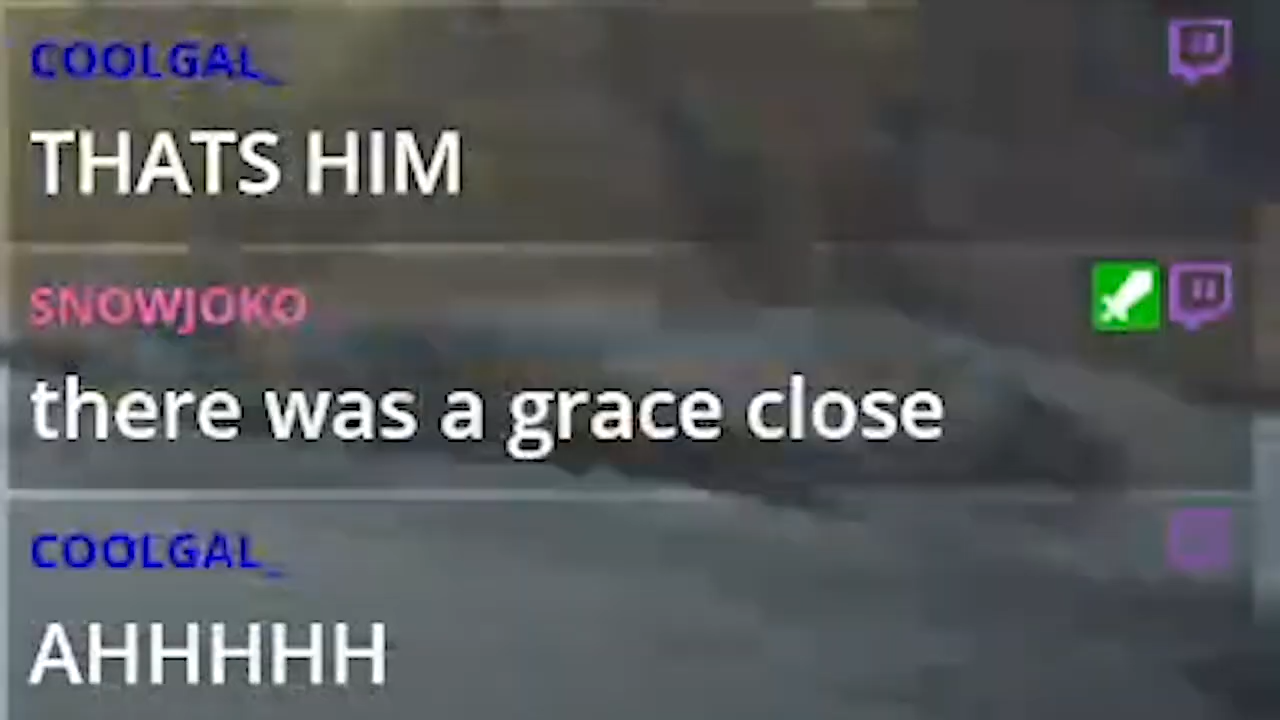 COOLGAL_
THATS HIM
SNOWJOKO
there was a grace close
COOLGAL_
AHHHHH